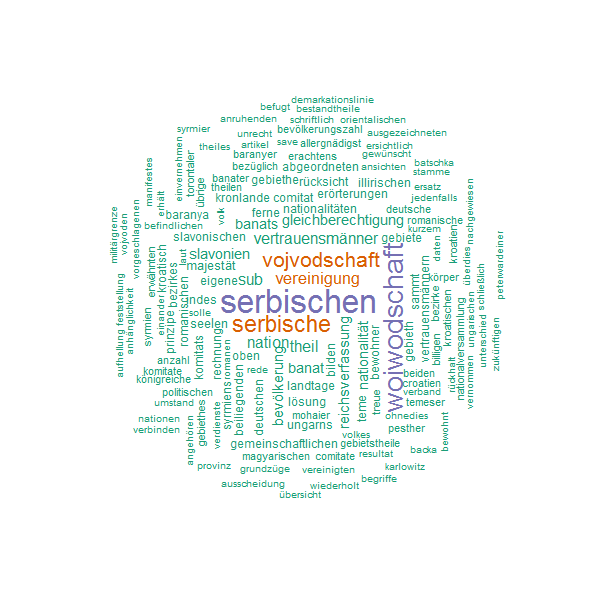 demarkationslinie
befugt bestandtheile
anruhenden schriftlich orientalischen
syrmier unrecht bevölkerungszahl ausgezeichneten
theiles artikel save allergnädigst ersichtlich
baranyer erachtens gewünscht
bezüglich abgeordneten ansichten batschka
banater gebiethe rücksicht illirischen stamme
theilen erörterungen ersatz
übrige kronlande comitat jedenfalls
torontaler einvernehmen manifestes
ferne nationalitäten deutsche
baranya volk gleichberechtigung romanische
erhält befindlichen banats kurzem
slavonischen vertrauensmänner gebiete
militärgrenze vojvoden vorgeschlagenen
slavonien daten kroatien überdies nachgewiesen
laut majestät vojvodschaft
kroatisch erwähnten
eigene sub vereinigung sammt körper
bezirkes romanischen vertrauensmännern
landes serbischen woiwodschaft
solle seelen serbische
einander prinzipe syrmien
aufhellung feststellung anhänglichkeit
gebieth billigen bezirke kroatischen nationalversammlung
ungarischen schließlich unterschied zukünftigen peterwardeiner
nation theil
komitats rechnung romanen
anzahl oben bilden reichsverfassung nationalität bewohner
komitate rede banat beiden
königreiche landtage croatien
politischen verband
umstand lösung temeser
rückhalt vernommen
syrmiens beiliegenden deutschen bevölkerung
teme treue
nationen mohaier ohnedies
verbinden ungarns pesther
verdienste gebiethes angehören
volkes
gemeinschaftlichen gebietstheile
bewohnt
magyarischen comitate resultat backa
provinz grundzüge vereinigten karlowitz
begriffe
ausscheidung wiederholt
übersicht